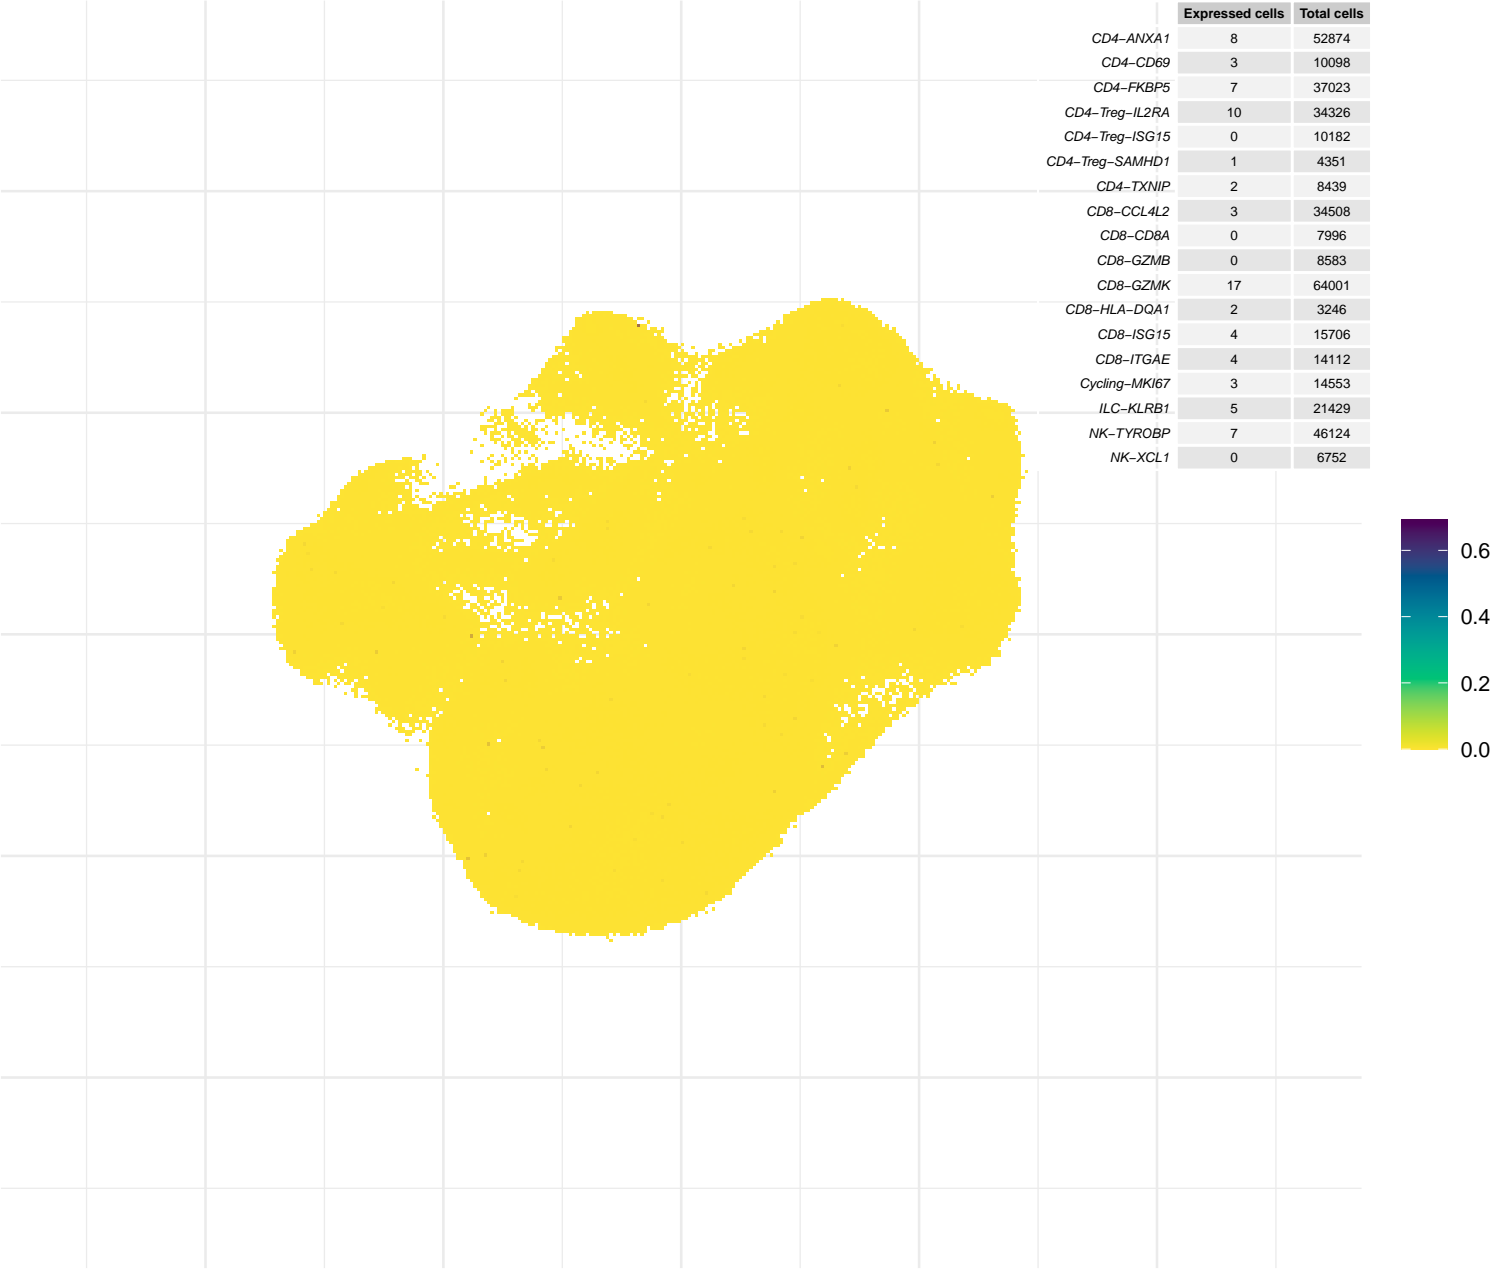 Expressed cells Total cells
CD4−ANXA1 8 52874
CD4−CD69 3 10098
CD4−FKBP5 7 37023
CD4−Treg−IL2RA 10 34326
CD4−Treg−ISG15 0 10182
CD4−Treg−SAMHD1 1 4351
CD4−TXNIP 2 8439
CD8−CCL4L2 3 34508
CD8−CD8A 0 7996
CD8−GZMB 0 8583
CD8−GZMK 17 64001
CD8−HLA−DQA1 2 3246
CD8−ISG15 4 15706
CD8−ITGAE 4 14112
Cycling−MKI67 3 14553
ILC−KLRB1 5 21429
NK−TYROBP 7 46124
NK−XCL1 0 6752
0.6
0.4
0.2
0.0